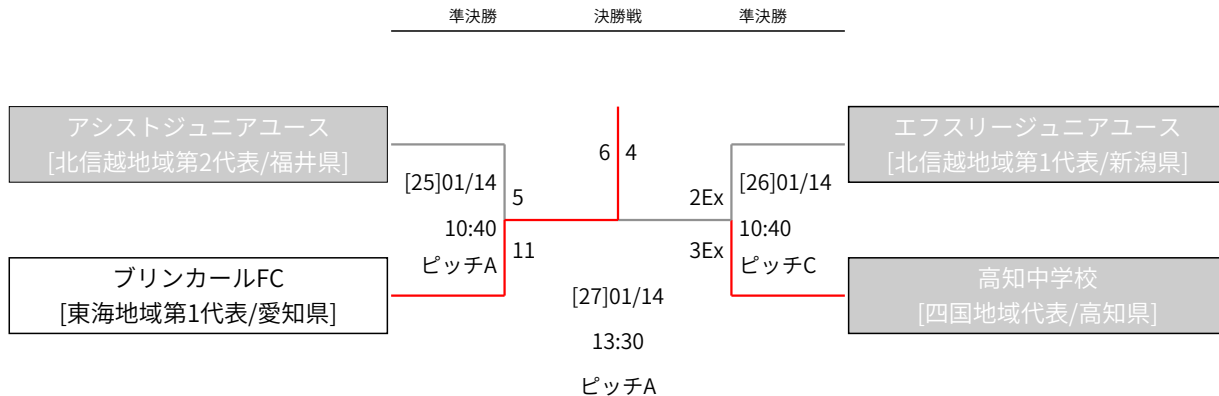 準決勝
決勝戦
準決勝
アシストジュニアユース
[北信越地域第2代表/福井県]
エフスリージュニアユース
[北信越地域第1代表/新潟県]
6
4
[25]01/14
5
10:40
11
ピッチA
2Ex
[26]01/14
10:40
3Ex
ピッチC
ブリンカールFC
[東海地域第1代表/愛知県]
高知中学校
[四国地域代表/高知県]
[27]01/14
13:30
ピッチA